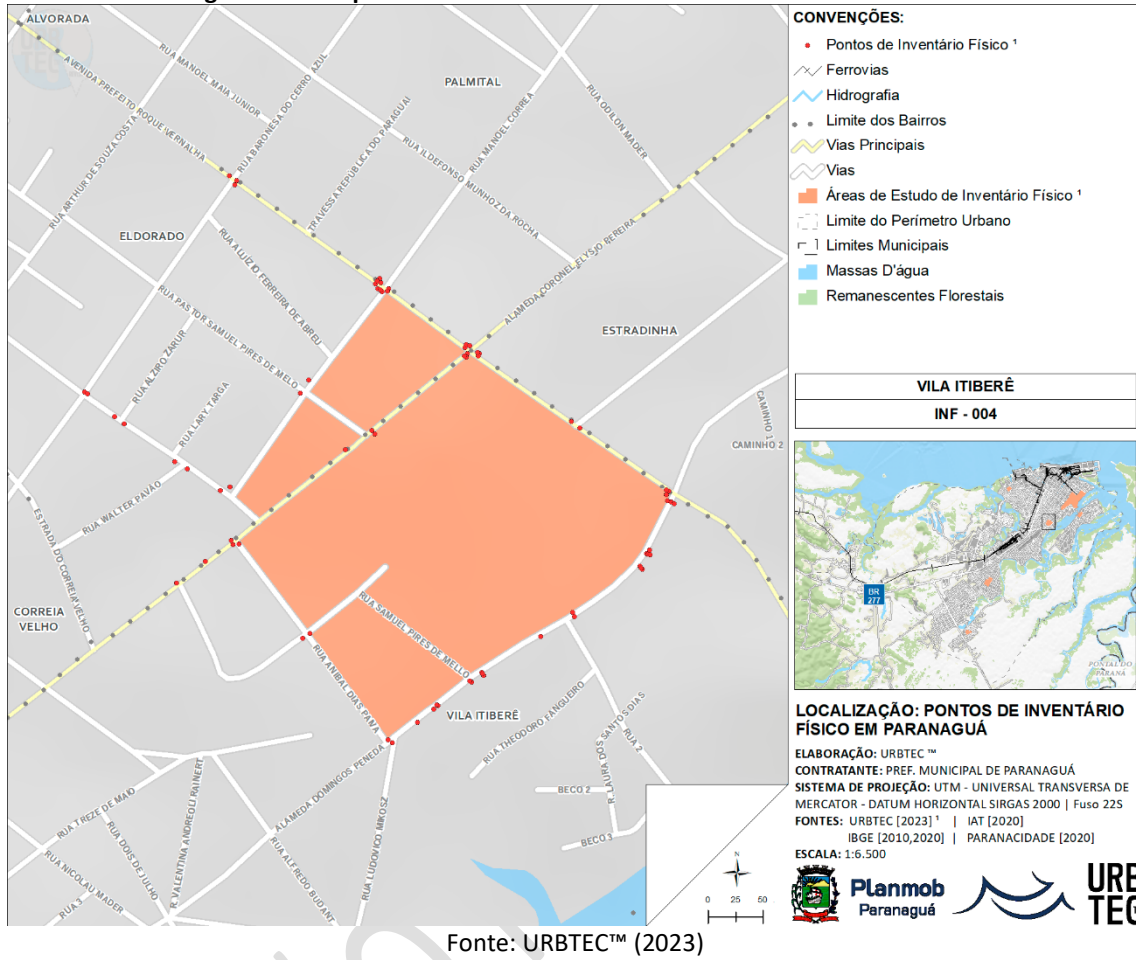 ALVORADA
RUA MANOEL MAIA JUNIOR
AVENIDA PREFEITO ROQUE VERNALHA
RUA BARONESA DO CERRO AZUL
RUA ARTHUR DE SOUZA COSTA
PALMITAL
RUA MANOEL CORREA
RUA ODILON MADER
TRAVESSA REPUBLICA DO PARAGUAI
RUA ILDEFONSO MUNHOZ DA ROCHA
ELDORADO
RUA ALUIZIO FERREIRA DE ABREU
ALAMEDA CORONEL ELYSIO PEREIRA
RUA PASTOR SAMUEL PIRES DE MELO
RUA ALZIRO ZARUR
ESTRADINHA
RUA LARY TARGA
CAMINHO 1
CAMINHO 2
RUA WALTER PAVÃO
ESTRADA DO CORREIA VELHO
CORREIA
VELHO
RUA SAMUEL PIRES DE MELLO
RUA ANIBAL DIAS PAIVA
VILA ITIBERÊ
RUA THEODORO FANGUEIRO
R. LAURA DOS SANTOS DIAS
RUA 2
ALAMEDA DOMINGOS PENEDA
BECO 2
BECO 3
RUA TREZE DE MAIO
RUA DOIS DE JULHO
R. VALENTINA ANDREOLI RAINERT
RUA NICOLAU MADER
RUA 3
RUA ALFREDO BUDANT
RUA LUDOVICO MIKOSZ
N
0 25 50
CONVENÇÕES:
Pontos de Inventário Físico ¹
Ferrovias
Hidrografia
Limite dos Bairros
Vias Principais
Vias
Áreas de Estudo de Inventário Físico ¹
Limite do Perímetro Urbano
Limites Municipais
Massas D'água
Remanescentes Florestais
VILA ITIBERÊ
INF - 004
BR
277
PONTAL DO
PARANÁ
LOCALIZAÇÃO: PONTOS DE INVENTÁRIO
FÍSICO EM PARANAGUÁ
ELABORAÇÃO: URBTEC ™
CONTRATANTE: PREF. MUNICIPAL DE PARANAGUÁ
SISTEMA DE PROJEÇÃO: UTM - UNIVERSAL TRANSVERSA DE
MERCATOR - DATUM HORIZONTAL SIRGAS 2000 | Fuso 22S
FONTES: URBTEC [2023] ¹ | IAT [2020]
IBGE [2010,2020] | PARANACIDADE [2020]
ESCALA: 1:6.500
Planmob
Paranaguá
URB
TEC
Fonte: URBTEC™ (2023)